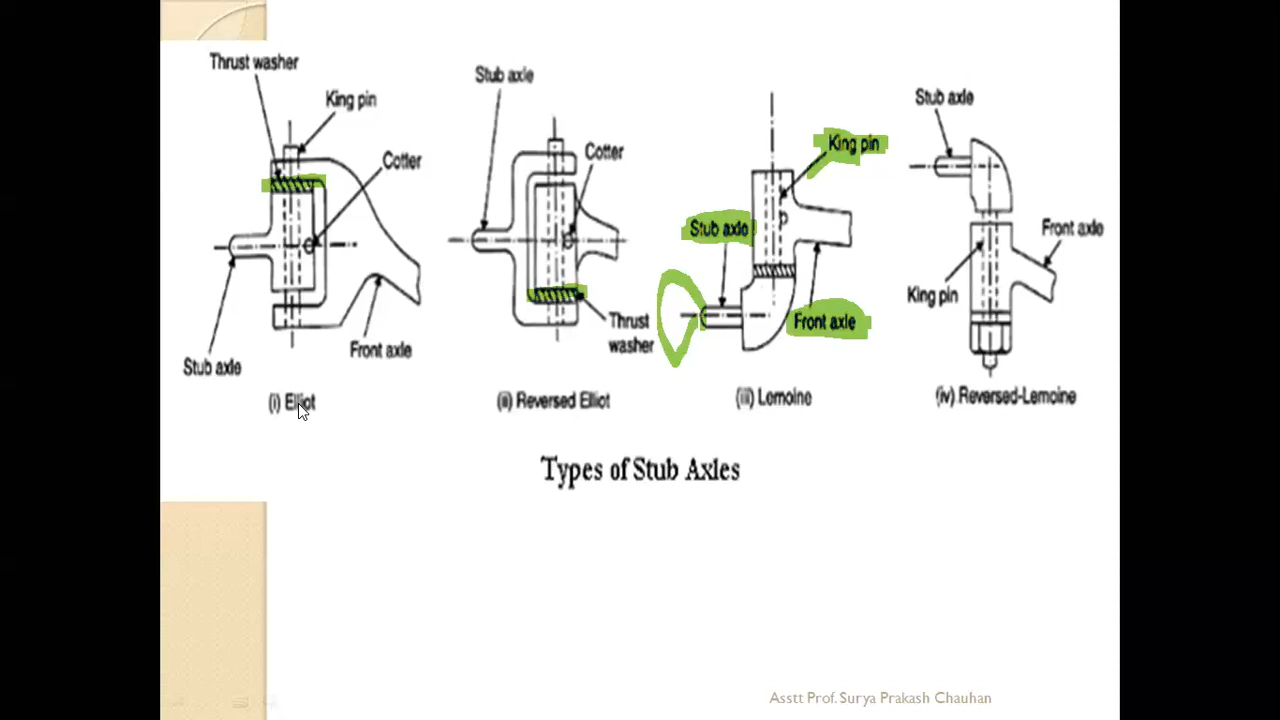 Thrust washer
King pin
Cotter
Stub axle
Front axle
(i) Elliot
Stub axle
Cotter
Thrust
washer
(ii) Reversed Elliot
King pin
Stub axle
Front axle
(iii) Lemoine
Stub axle
Front axle
King pin
(iv) Reversed-Lemoine
Types of Stub Axles
Asstt Prof. Surya Prakash Chauhan